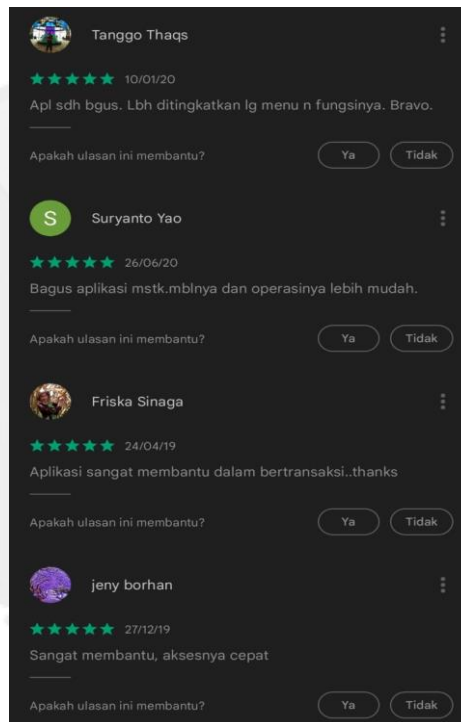 Tanggo Thaqs
10/01/20
Apl sdh bgus. Lbh ditingkatkan lg menu n fungsinya. Bravo.
Apakah ulasan ini membantu? Ya Tidak
S Suryanto Yao
26/06/20
Bagus aplikasi mstk.mblnya dan operasinya lebih mudah.
Apakah ulasan ini membantu? Ya Tidak
Friska Sinaga
24/04/19
Aplikasi sangat membantu dalam bertransaksi..thanks
Apakah ulasan ini membantu? Ya Tidak
jeny borhan
27/12/19
Sangat membantu, aksesnya cepat
Apakah ulasan ini membantu? Ya Tidak